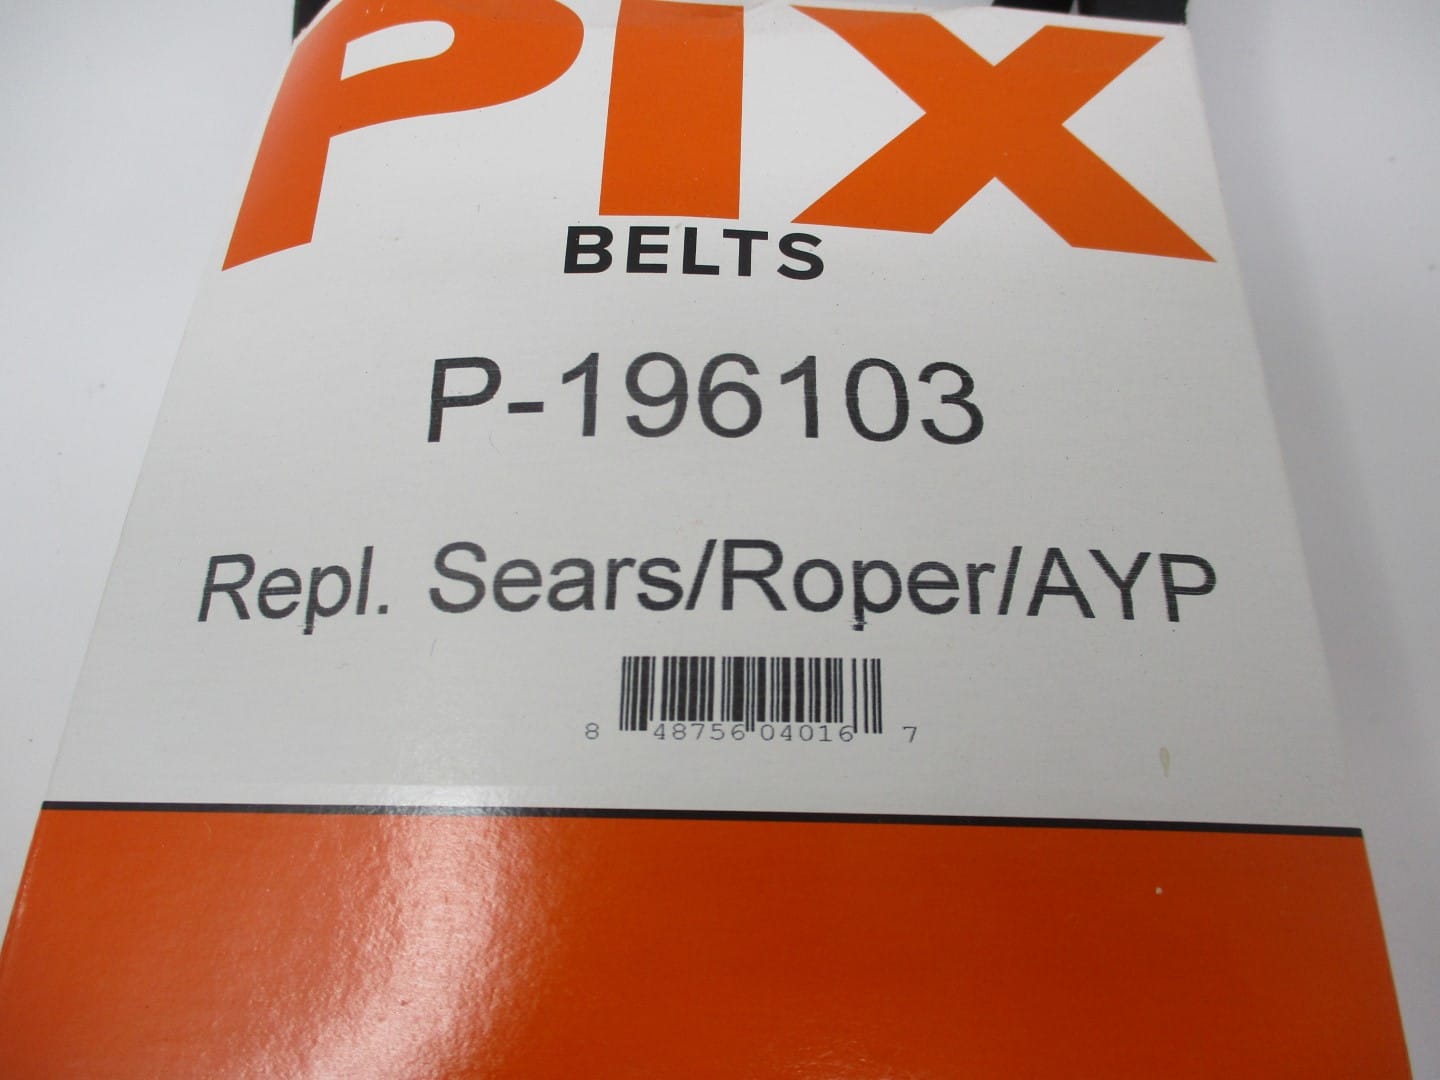 PIX
BELTS
P-196103
Repl. Sears/Roper/AYP
8 48756 04016 7